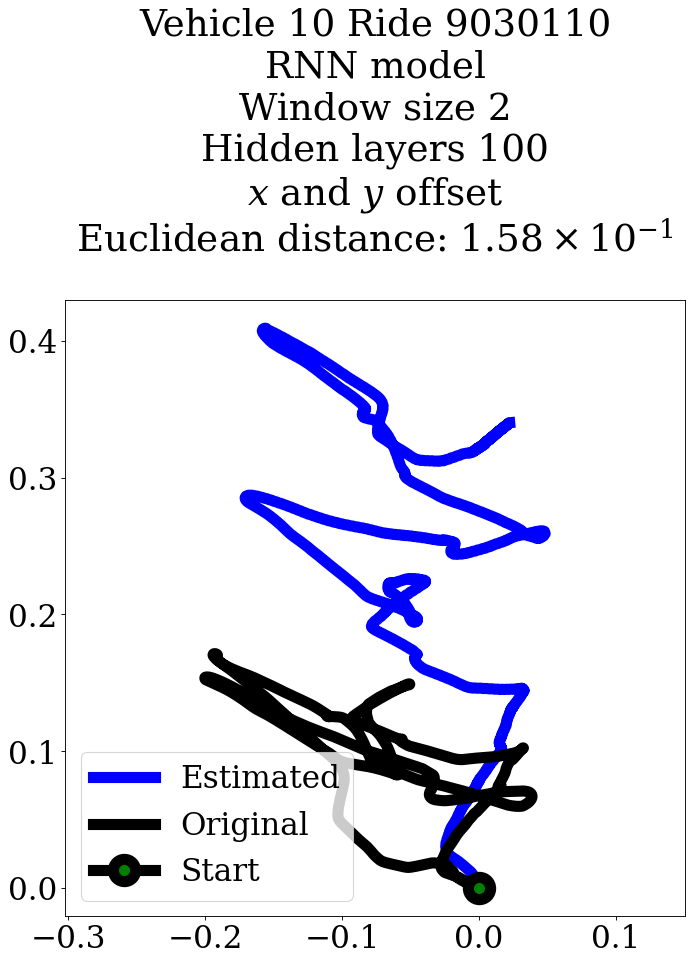 Vehicle 10 Ride 9030110
RNN model
Window size 2
Hidden layers 100
x and y offset
Euclidean distance: 1.58 × 10⁻¹
0.4
0.3
0.2
0.1
0.0
Estimated
Original
Start
−0.3 −0.2 −0.1 0.0 0.1